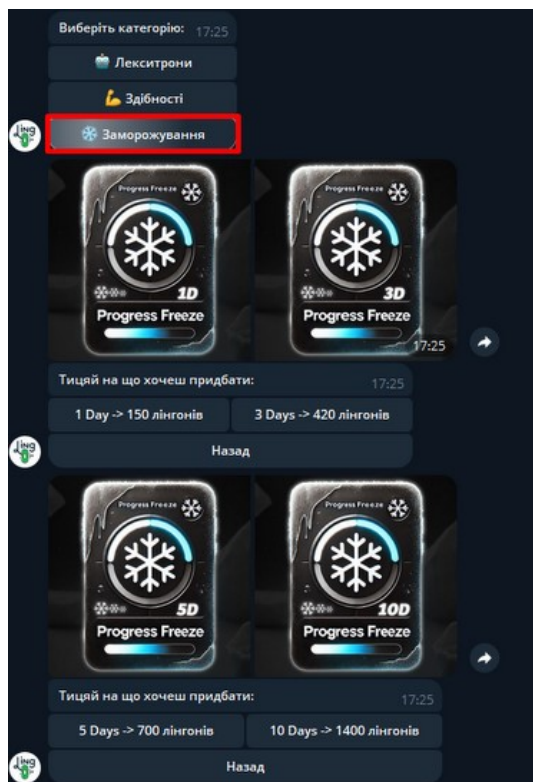 Виберіть категорію: 17:25
🤖 Лекситрони
💪 Здібності
Ling
❄️ Заморожування
Progress Freeze
Progress Freeze
1D
3D
Progress Freeze
Progress Freeze
17:25
Тицяй на що хочеш придбати: 17:25
1 Day -> 150 лінгонів
3 Days -> 420 лінгонів
Ling
Назад
Progress Freeze
Progress Freeze
5D
10D
Progress Freeze
Progress Freeze
Тицяй на що хочеш придбати: 17:25
5 Days -> 700 лінгонів
10 Days -> 1400 лінгонів
Ling
Назад